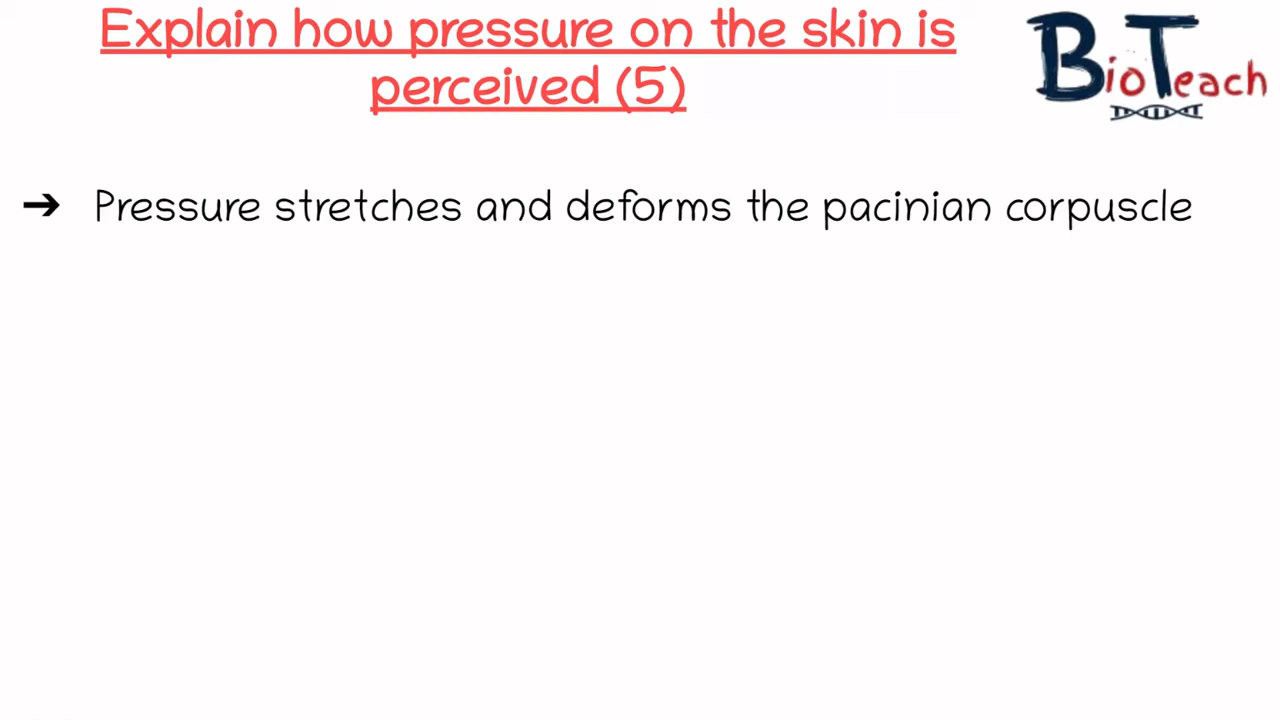 Explain how pressure on the skin is
perceived (5)
BioTeach
➔ Pressure stretches and deforms the pacinian corpuscle